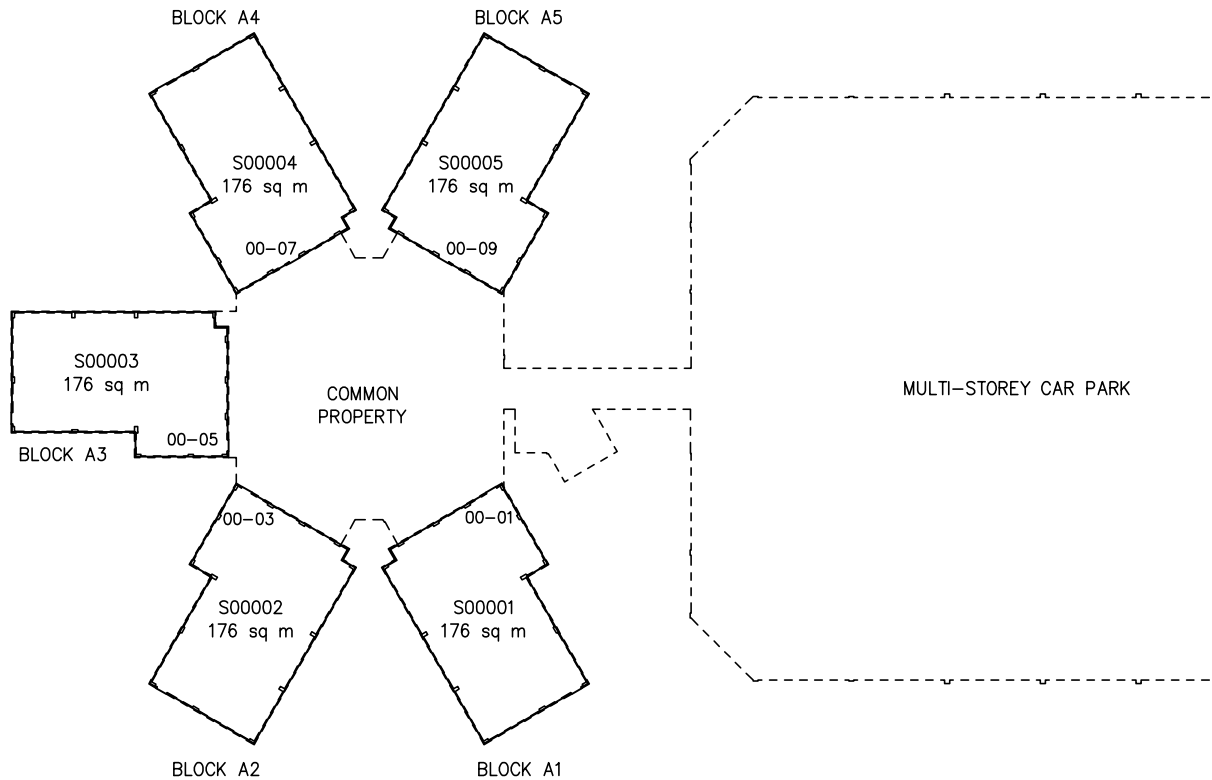 BLOCK A4
BLOCK A5
S00004
176 sq m
S00005
176 sq m
00-07
00-09
S00003
176 sq m
00-05
BLOCK A3
COMMON
PROPERTY
MULTI-STOREY CAR PARK
00-03
00-01
S00002
176 sq m
S00001
176 sq m
BLOCK A2
BLOCK A1